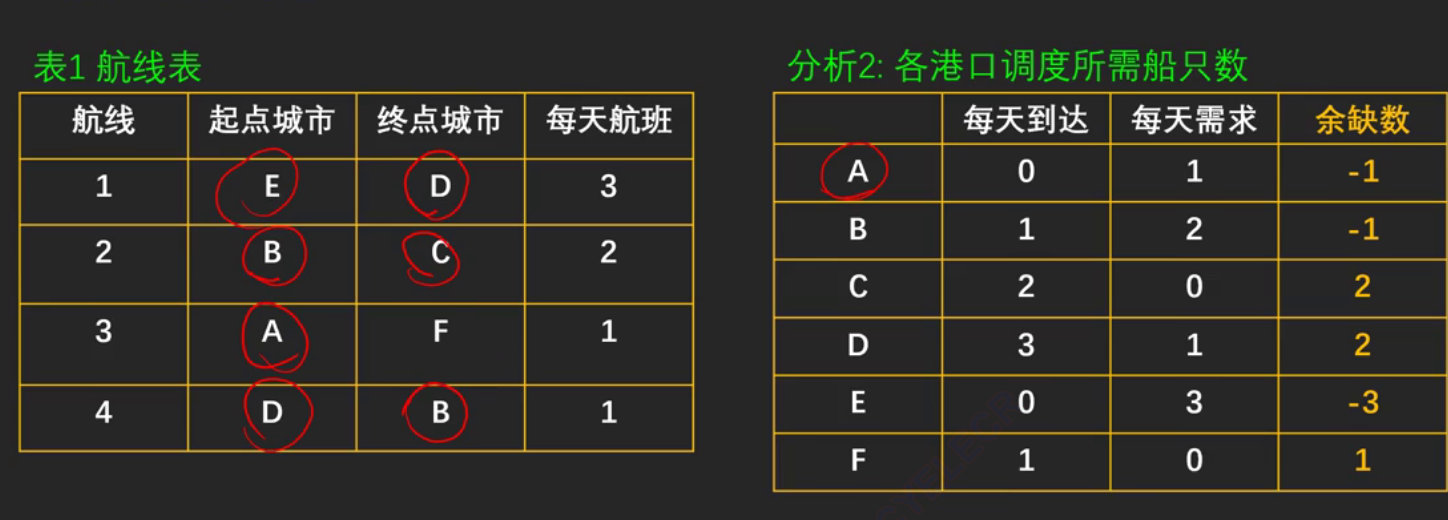 表1 航线表
航线 起点城市 终点城市 每天航班
1 E D 3
2 B C 2
3 A F 1
4 D B 1
分析2: 各港口调度所需船只数
每天到达 每天需求 余缺数
A 0 1 -1
B 1 2 -1
C 2 0 2
D 3 1 2
E 0 3 -3
F 1 0 1